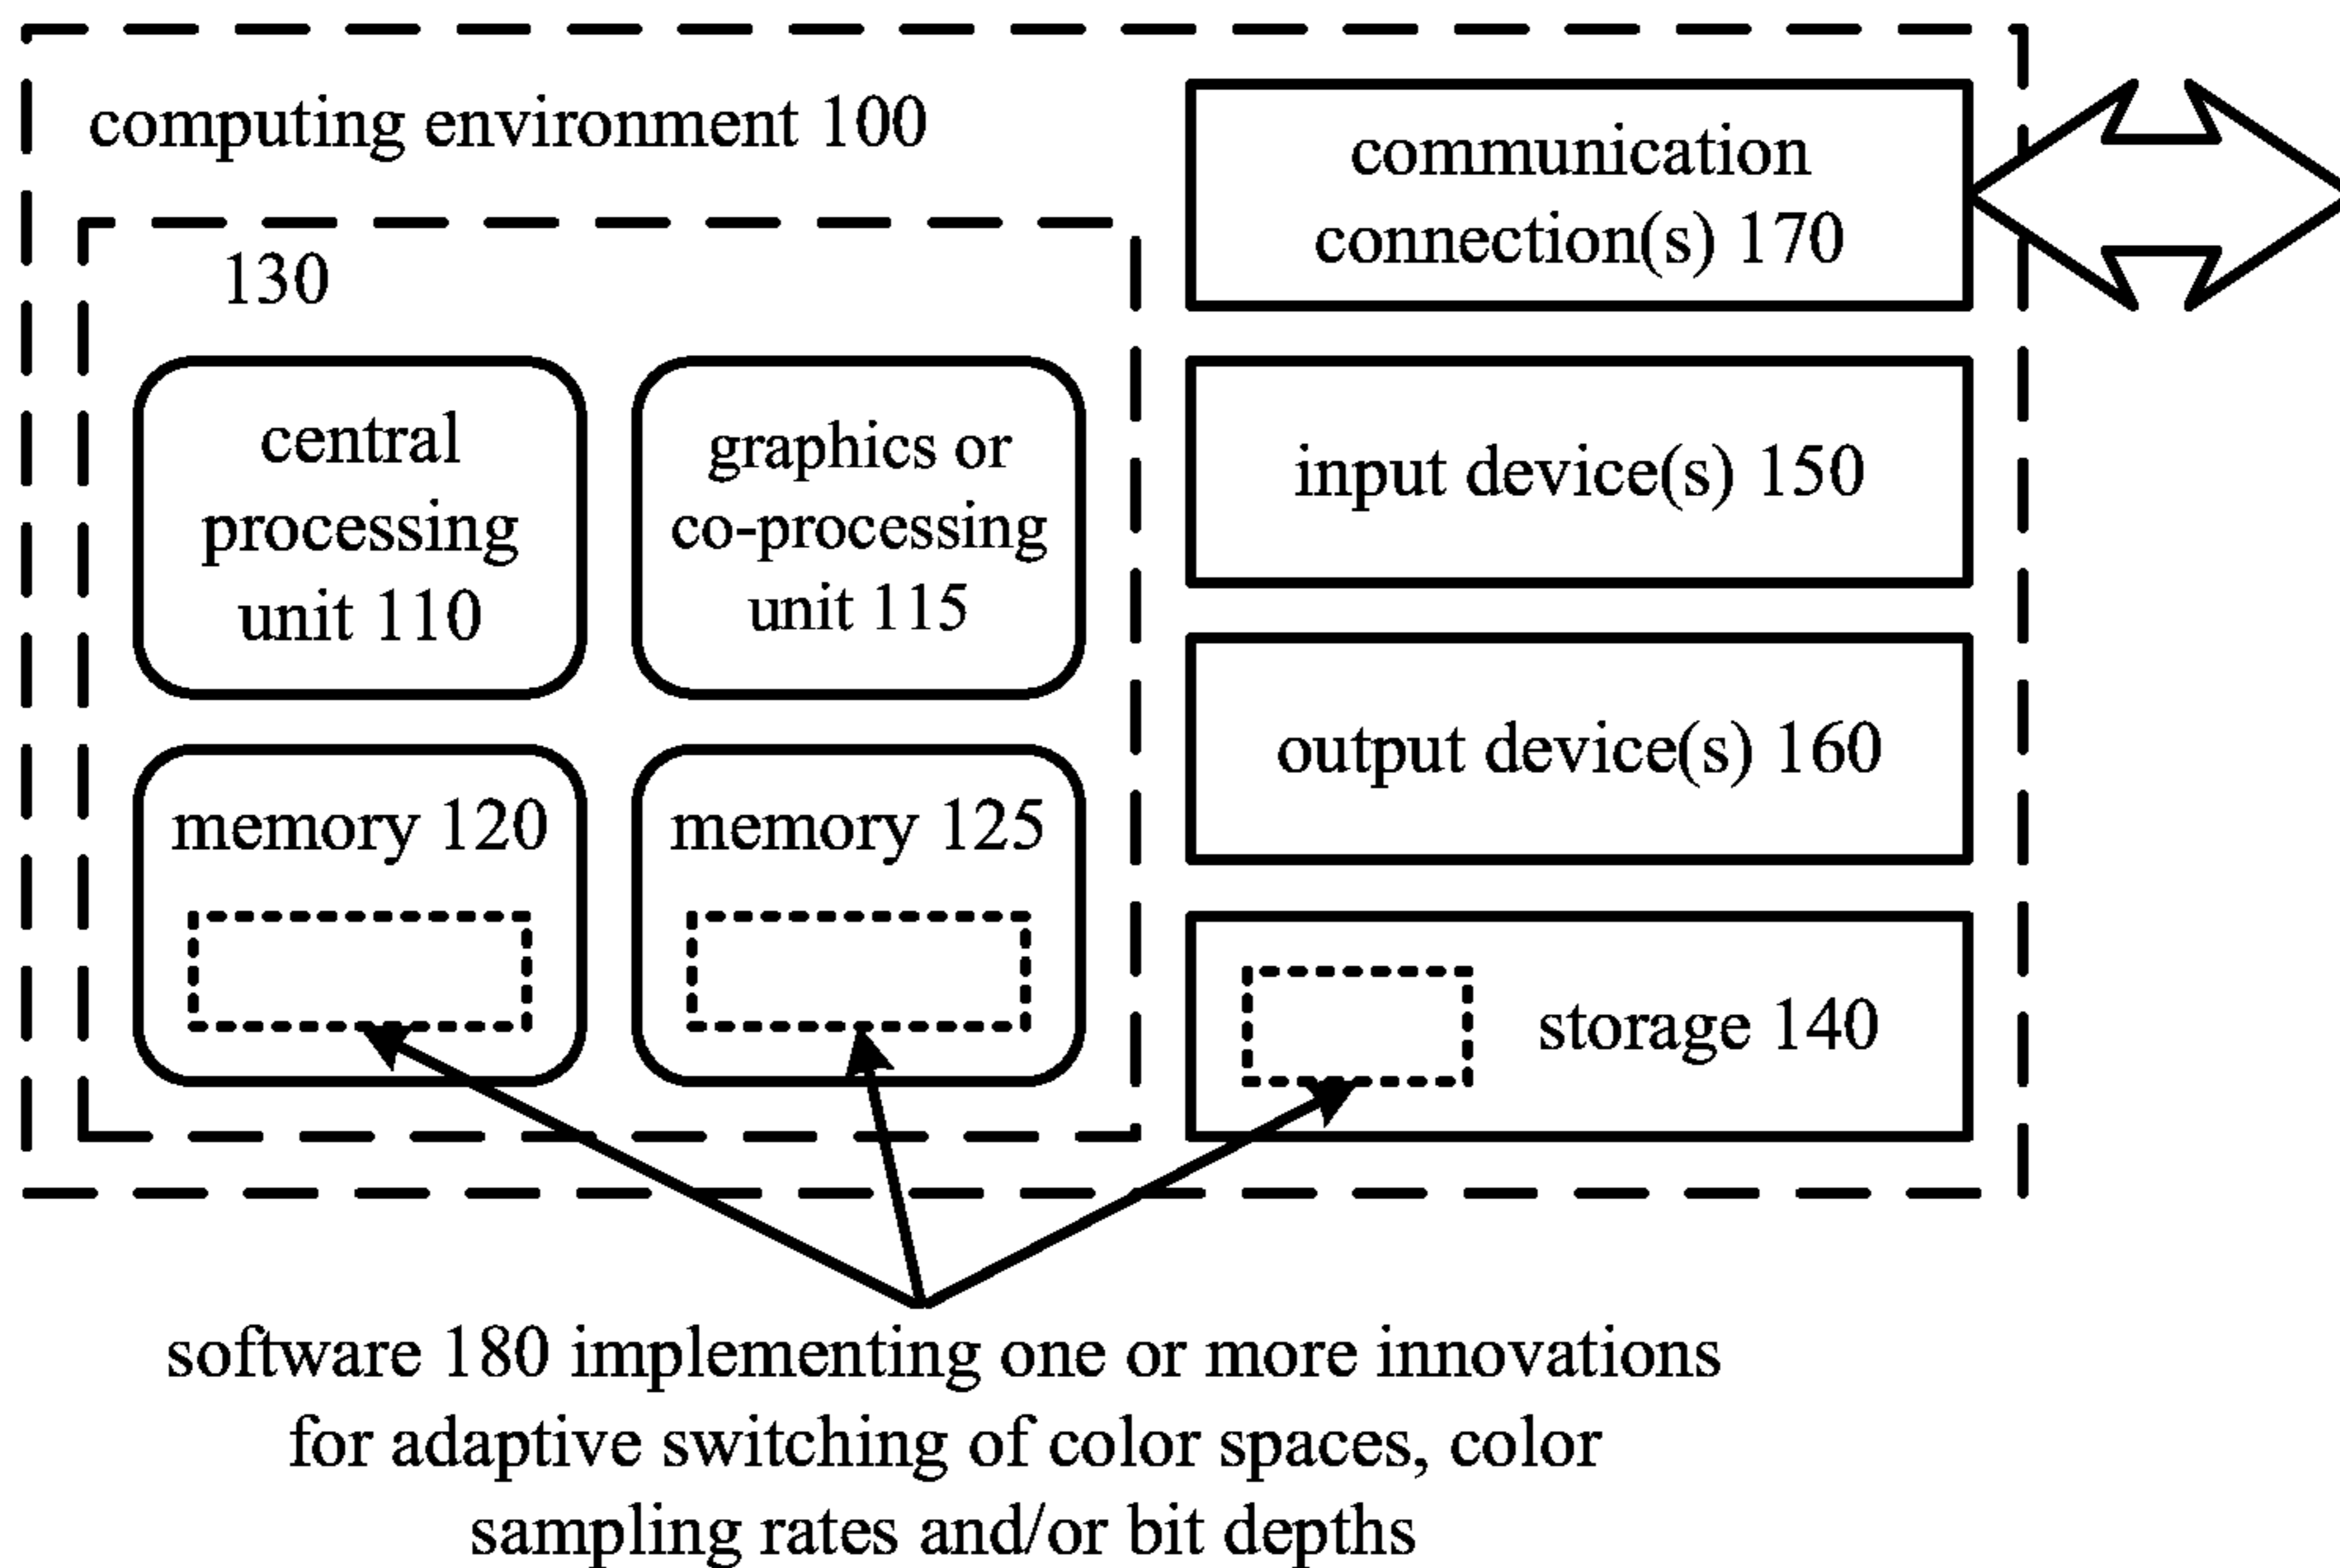 computing environment 100
130
central
processing
unit 110
graphics or
co-processing
unit 115
memory 120
memory 125
communication
connection(s) 170
input device(s) 150
output device(s) 160
storage 140
software 180 implementing one or more innovations
for adaptive switching of color spaces, color
sampling rates and/or bit depths